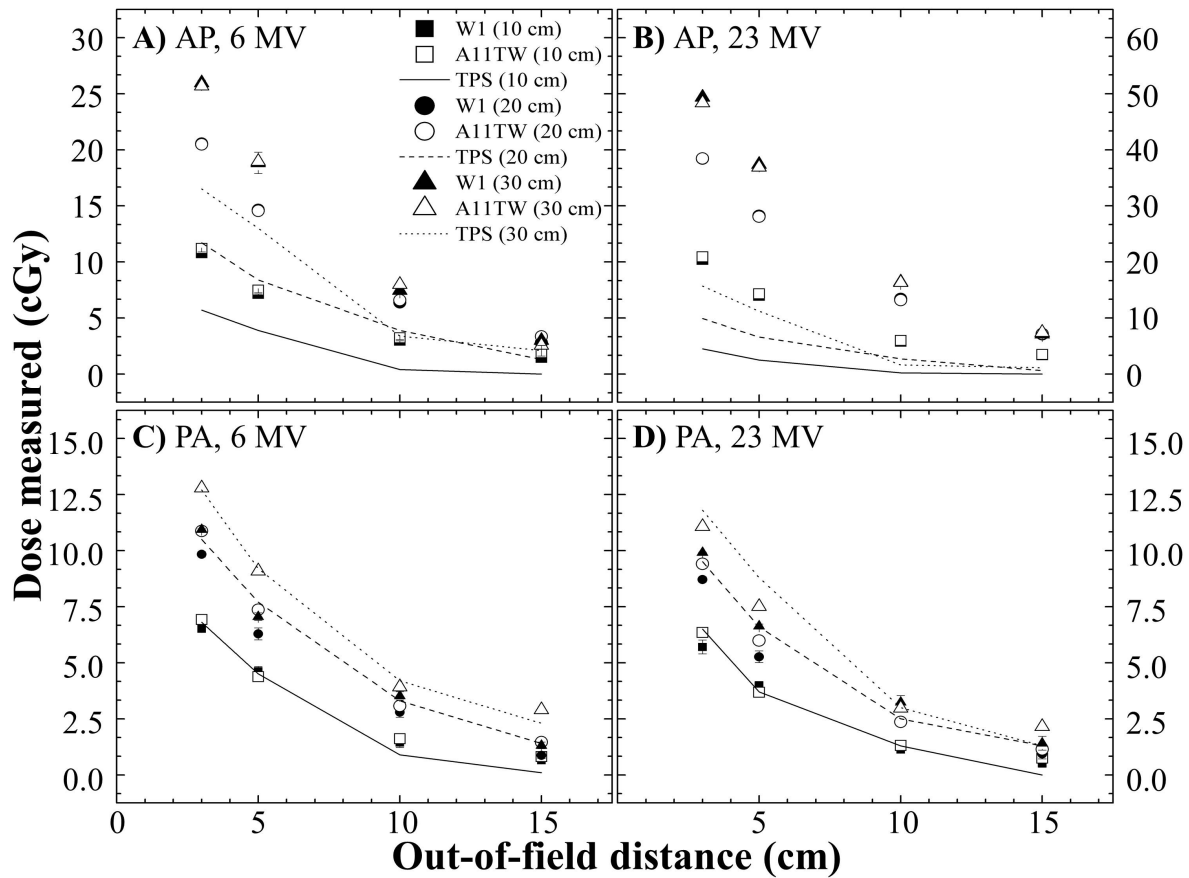 A) AP, 6 MV
W1 (10 cm)
A11TW (10 cm)
TPS (10 cm)
W1 (20 cm)
A11TW (20 cm)
TPS (20 cm)
W1 (30 cm)
A11TW (30 cm)
TPS (30 cm)
30
25
20
15
10
5
0
B) AP, 23 MV
60
50
40
30
20
10
0
Dose measured (cGy)
C) PA, 6 MV
15.0
12.5
10.0
7.5
5.0
2.5
0.0
D) PA, 23 MV
15.0
12.5
10.0
7.5
5.0
2.5
0.0
0 5 10 15 5 10 15
Out-of-field distance (cm)